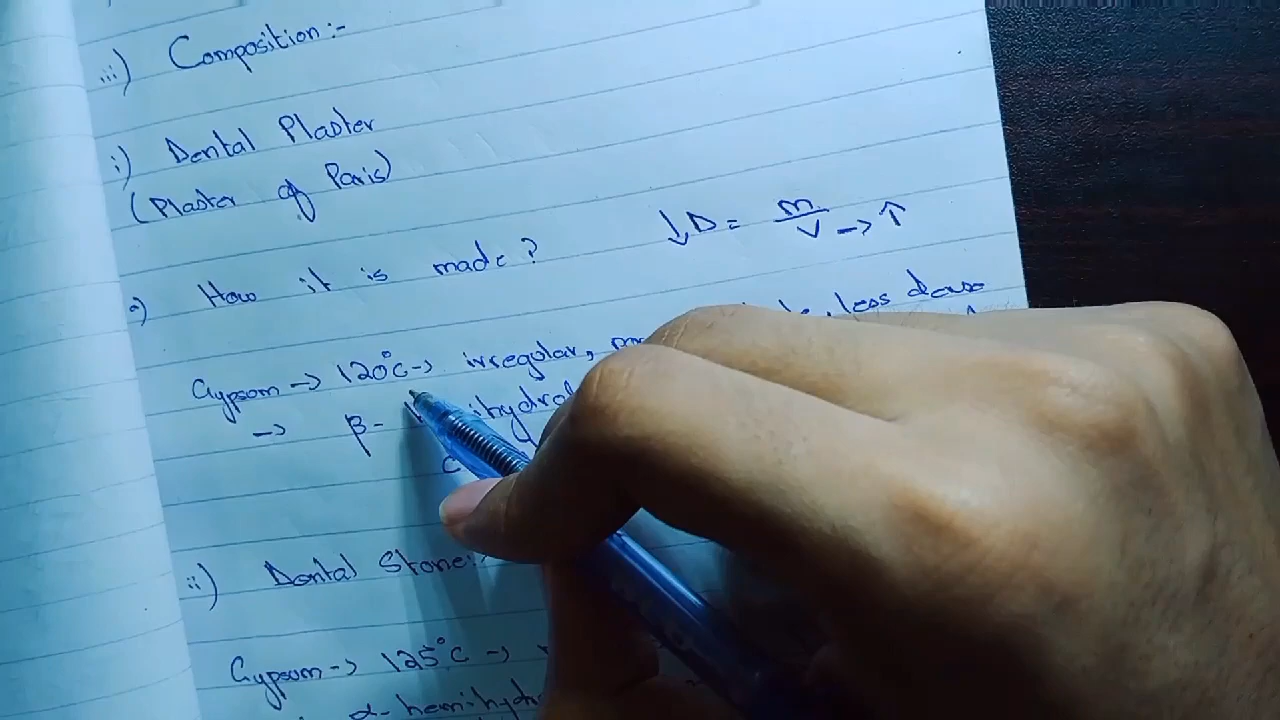 iii) Composition:-
i) Dental Plaster
(Plaster of Paris)
↓D = m/v → ↑
a) How it is made?
less dense
Gypsum → 120°C → irregular,
→ β-
ii) Dental Stone:-
Gypsum → 125°C →
α-hemihydra